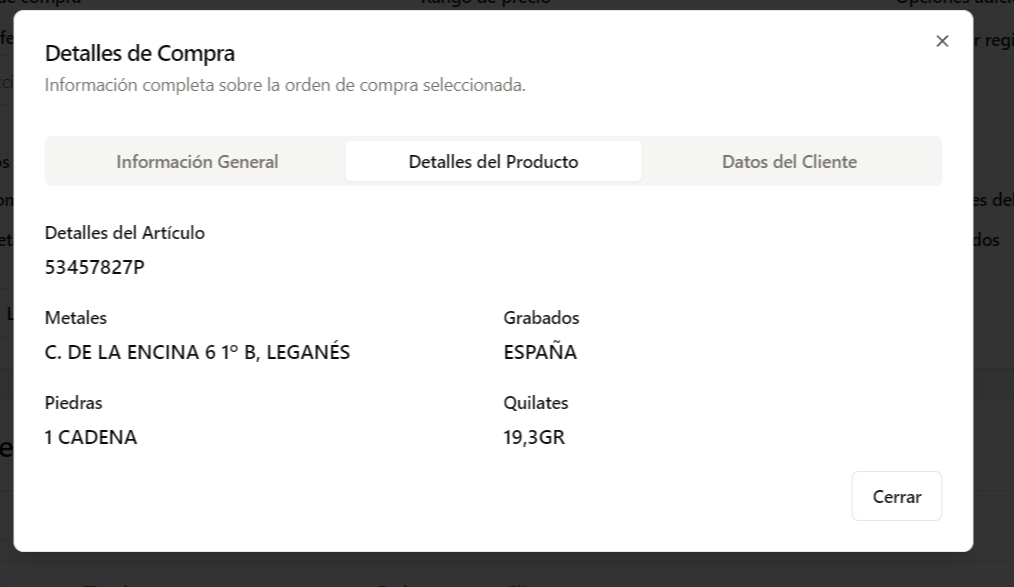 Detalles de Compra
Información completa sobre la orden de compra seleccionada.
Información General
Detalles del Producto
Datos del Cliente
Detalles del Artículo
53457827P
Metales
Grabados
C. DE LA ENCINA 6 1º B, LEGANÉS
ESPAÑA
Piedras
Quilates
1 CADENA
19,3GR
Cerrar